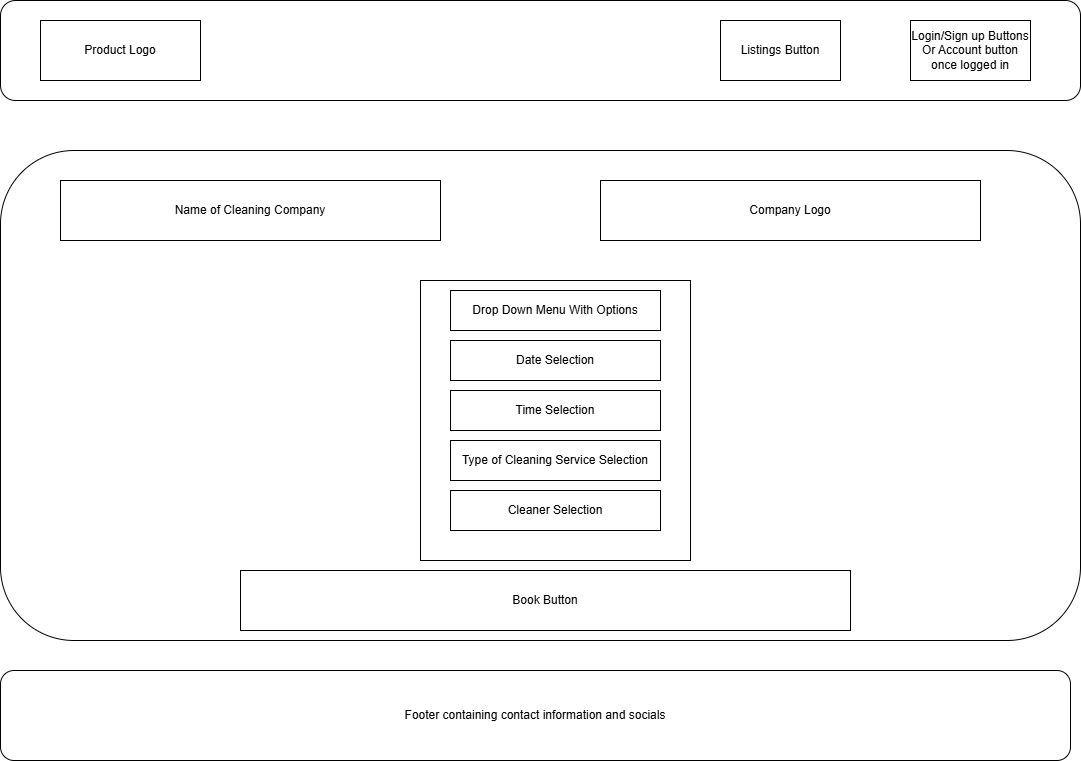 Product Logo
Listings Button
Login/Sign up Buttons
Or Account button
once logged in
Name of Cleaning Company
Company Logo
Drop Down Menu With Options
Date Selection
Time Selection
Type of Cleaning Service Selection
Cleaner Selection
Book Button
Footer containing contact information and socials